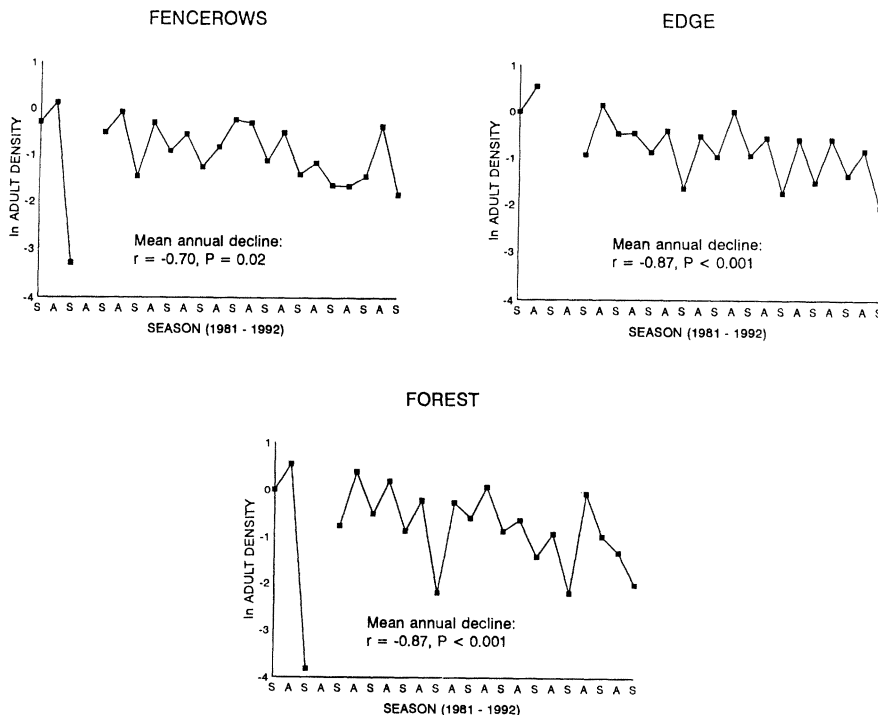 FENCEROWS
1
0
-1
-2
-3
-4
ln ADULT DENSITY
Mean annual decline:
r = -0.70, P = 0.02
S A S A S A S A S A S A S A S A S A S A S A S
SEASON (1981 - 1992)
EDGE
1
0
-1
-2
-3
-4
ln ADULT DENSITY
Mean annual decline:
r = -0.87, P < 0.001
S A S A S A S A S A S A S A S A S A S A S A S
SEASON (1981 - 1992)
FOREST
1
0
-1
-2
-3
-4
ln ADULT DENSITY
Mean annual decline:
r = -0.87, P < 0.001
S A S A S A S A S A S A S A S A S A S A S A S
SEASON (1981 - 1992)